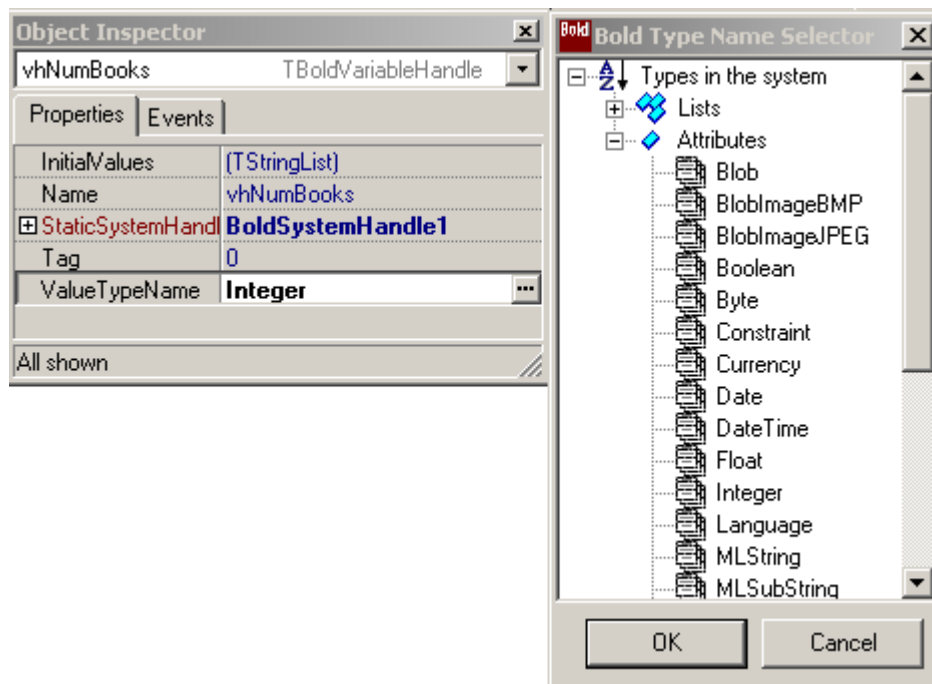 Object Inspector
vhNumBooks TBoldVariableHandle
Properties Events
InitialValues (TStringList)
Name vhNumBooks
StaticSystemHandl BoldSystemHandle1
Tag 0
ValueTypeName Integer
All shown
Bold Bold Type Name Selector
Types in the system
Lists
Attributes
Blob
BlobImageBMP
BlobImageJPEG
Boolean
Byte
Constraint
Currency
Date
DateTime
Float
Integer
Language
MLString
MLSubString
OK Cancel